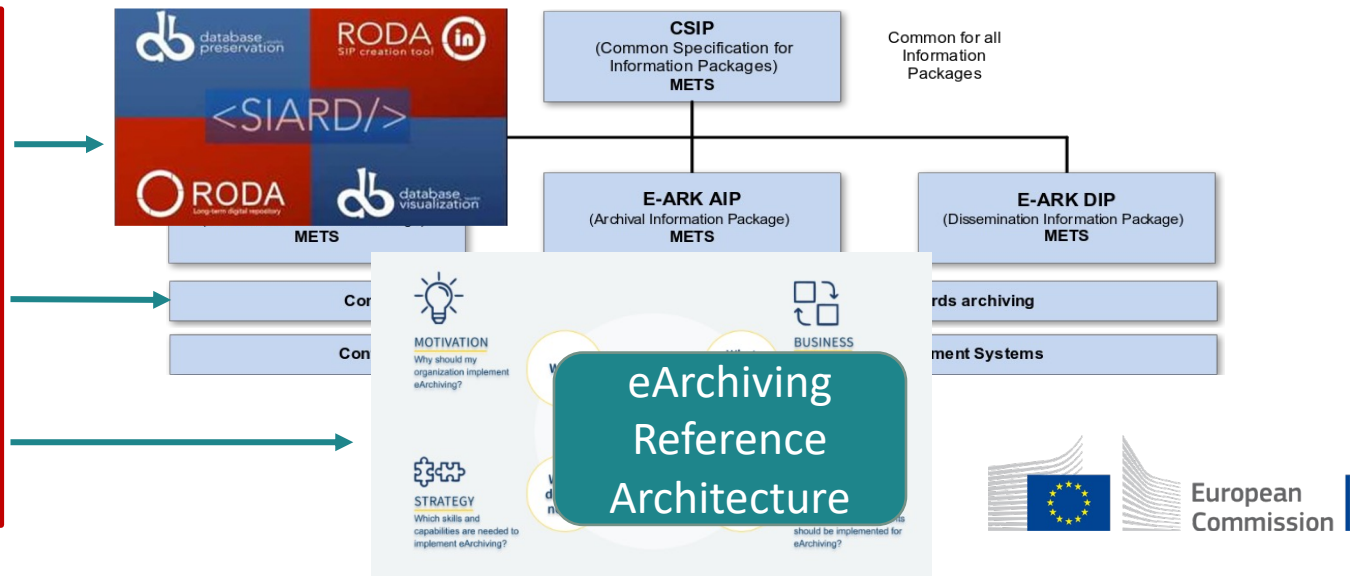 database
preservation
RODA in
SIP creation tool
<SIARD/>
RODA
Long-term digital repository
database
visualization
CSIP
(Common Specification for
Information Packages)
METS
Common for all
Information
Packages
METS
E-ARK AIP
(Archival Information Package)
METS
E-ARK DIP
(Dissemination Information Package)
METS
archiving
Systems
MOTIVATION
Why should my
organization implement
eArchiving?
BUSINESS
STRATEGY
Which skills and
capabilities are needed to
implement eArchiving?
eArchiving
Reference
Architecture
should be implemented for
eArchiving?
European
Commission